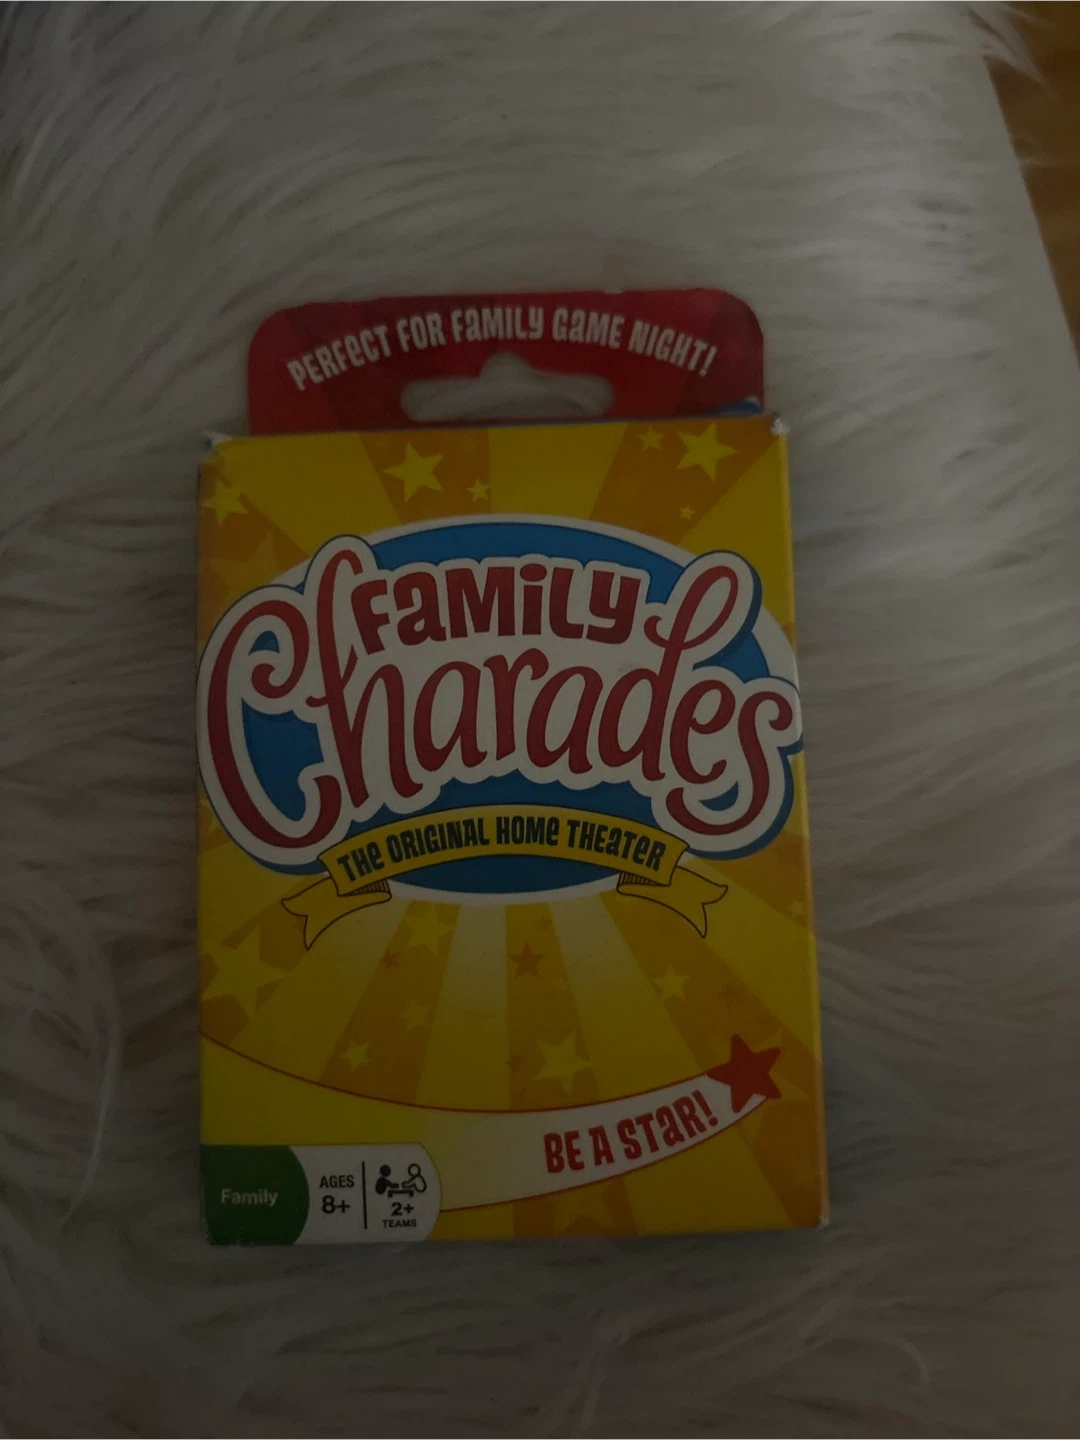 PERFECT FOR FAMILY GAME NIGHT!
FAMILY
Charades
THE ORIGINAL HOME THEATER
BE A STAR!
Family
AGES
8+
2+
TEAMS